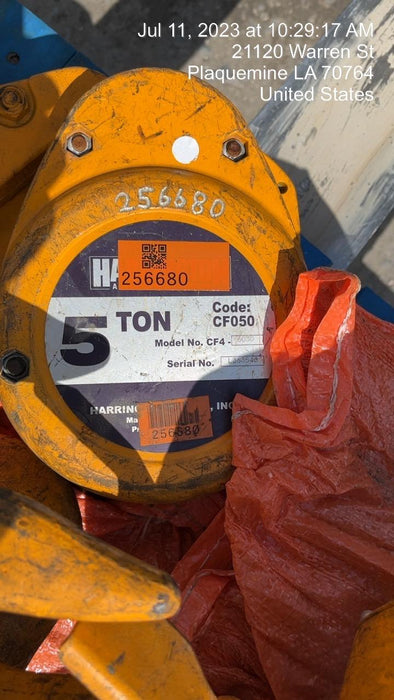 Jul 11, 2023 at 10:29:17 AM
21120 Warren St
Plaquemine LA 70764
United States
256680
256680
5 TON
Code:
CF050
Model No. CF4 -
Serial No.
INC
256680